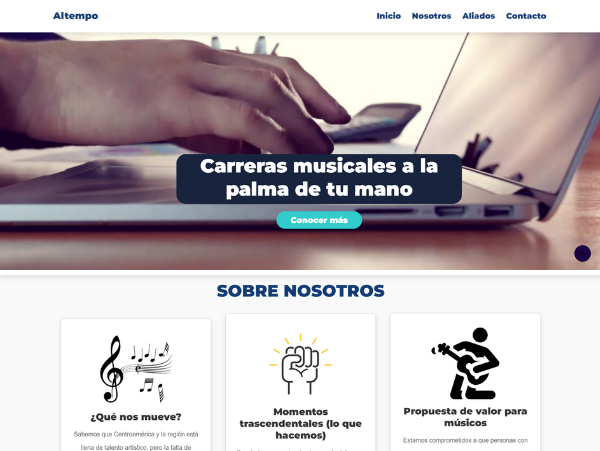 Altempo
Inicio Nosotros Aliados Contacto
Carreras musicales a la
palma de tu mano
Conocer más
SOBRE NOSOTROS
¿Qué nos mueve?
Sabemos que Centroamérica y la región está
llena de talento artístico, pero la falta de
Momentos
trascendentales (lo que
hacemos)
Propuesta de valor para
músicos
Estamos comprometidos a que personas con